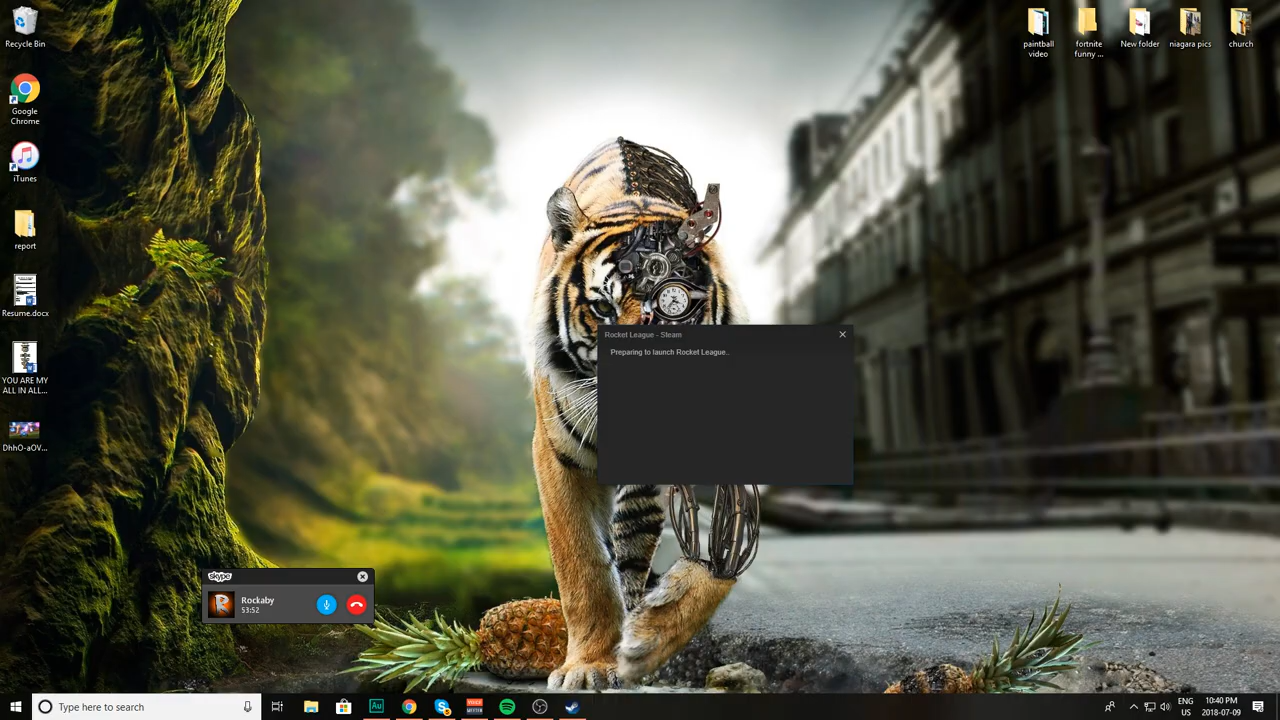 Recycle Bin
Google
Chrome
iTunes
report
Resume.docx
YOU ARE MY
ALL IN ALL...
DhhO-aOV...
paintball
video
fortnite
funny ...
New folder
niagara pics
church
Rocket League - Steam
Preparing to launch Rocket League..
skype
Rockaby
53:52
Type here to search
Au
ENG
US
10:40 PM
2018-07-09